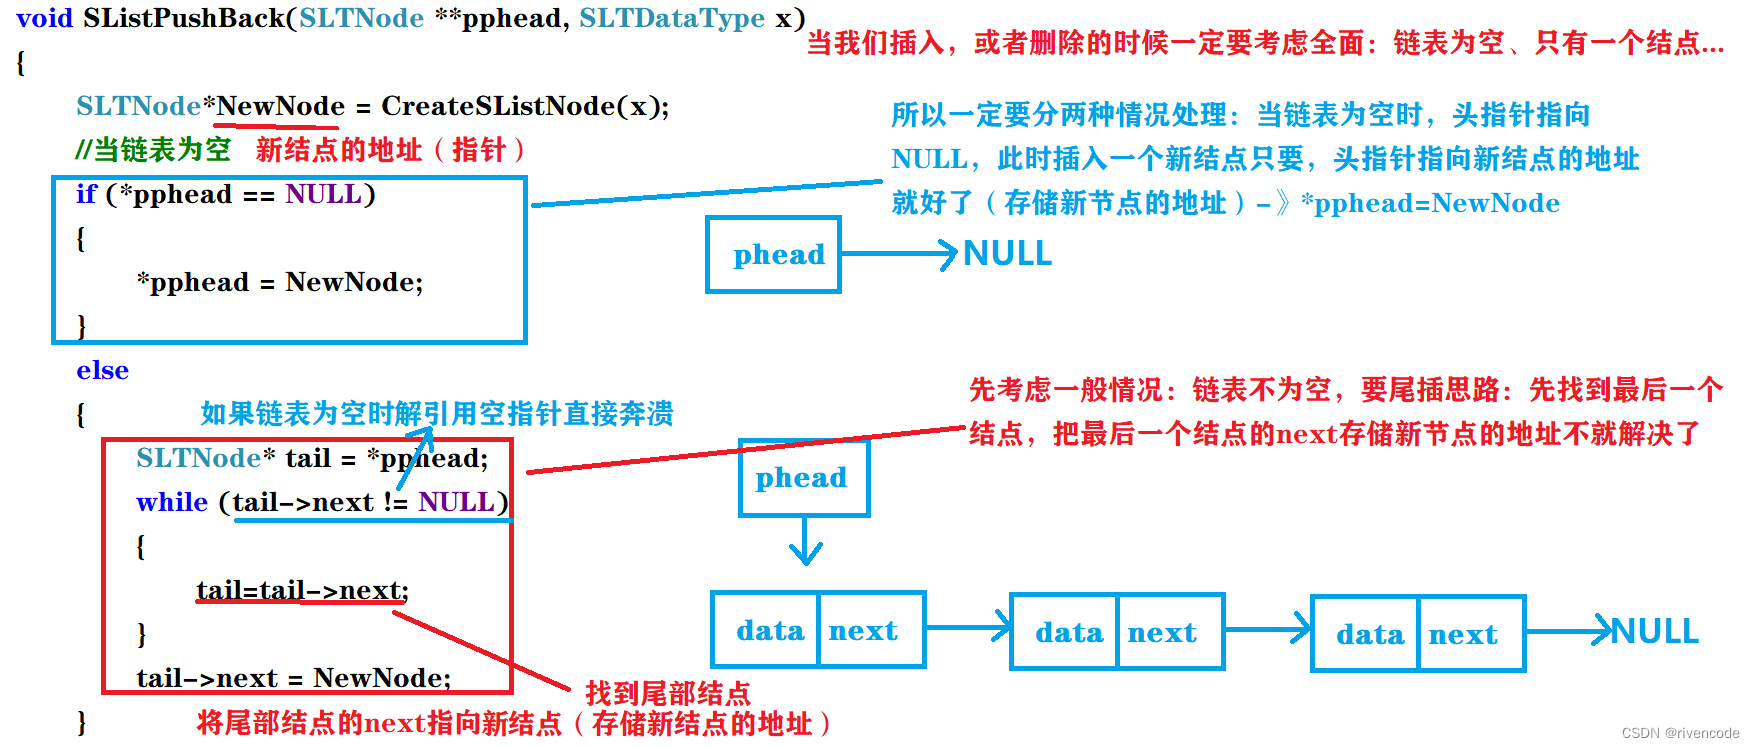 void SListPushBack(SLTNode **pphead, SLTDataType x)
当我们插入，或者删除的时候一定要考虑全面：链表为空、只有一个结点...
{
SLTNode*NewNode = CreateSListNode(x);
//当链表为空 新结点的地址（指针）
所以一定要分两种情况处理：当链表为空时，头指针指向
NULL，此时插入一个新结点只要，头指针指向新结点的地址
就好了（存储新节点的地址）-》*pphead=NewNode
if (*pphead == NULL)
{
phead
NULL
*pphead = NewNode;
}
else
{
如果链表为空时解引用空指针直接奔溃
先考虑一般情况：链表不为空，要尾插思路：先找到最后一个
结点，把最后一个结点的next存储新节点的地址不就解决了
SLTNode* tail = *pphead;
while (tail->next != NULL)
{
phead
tail=tail->next;
data next
data next
data next
NULL
}
tail->next = NewNode;
找到尾部结点
}
将尾部结点的next指向新结点（存储新结点的地址）
CSDN @rivencode